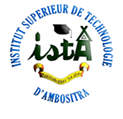 INSTITUT SUPERIEUR DE TECHNOLOGIE
istA
D'AMBOSITRA